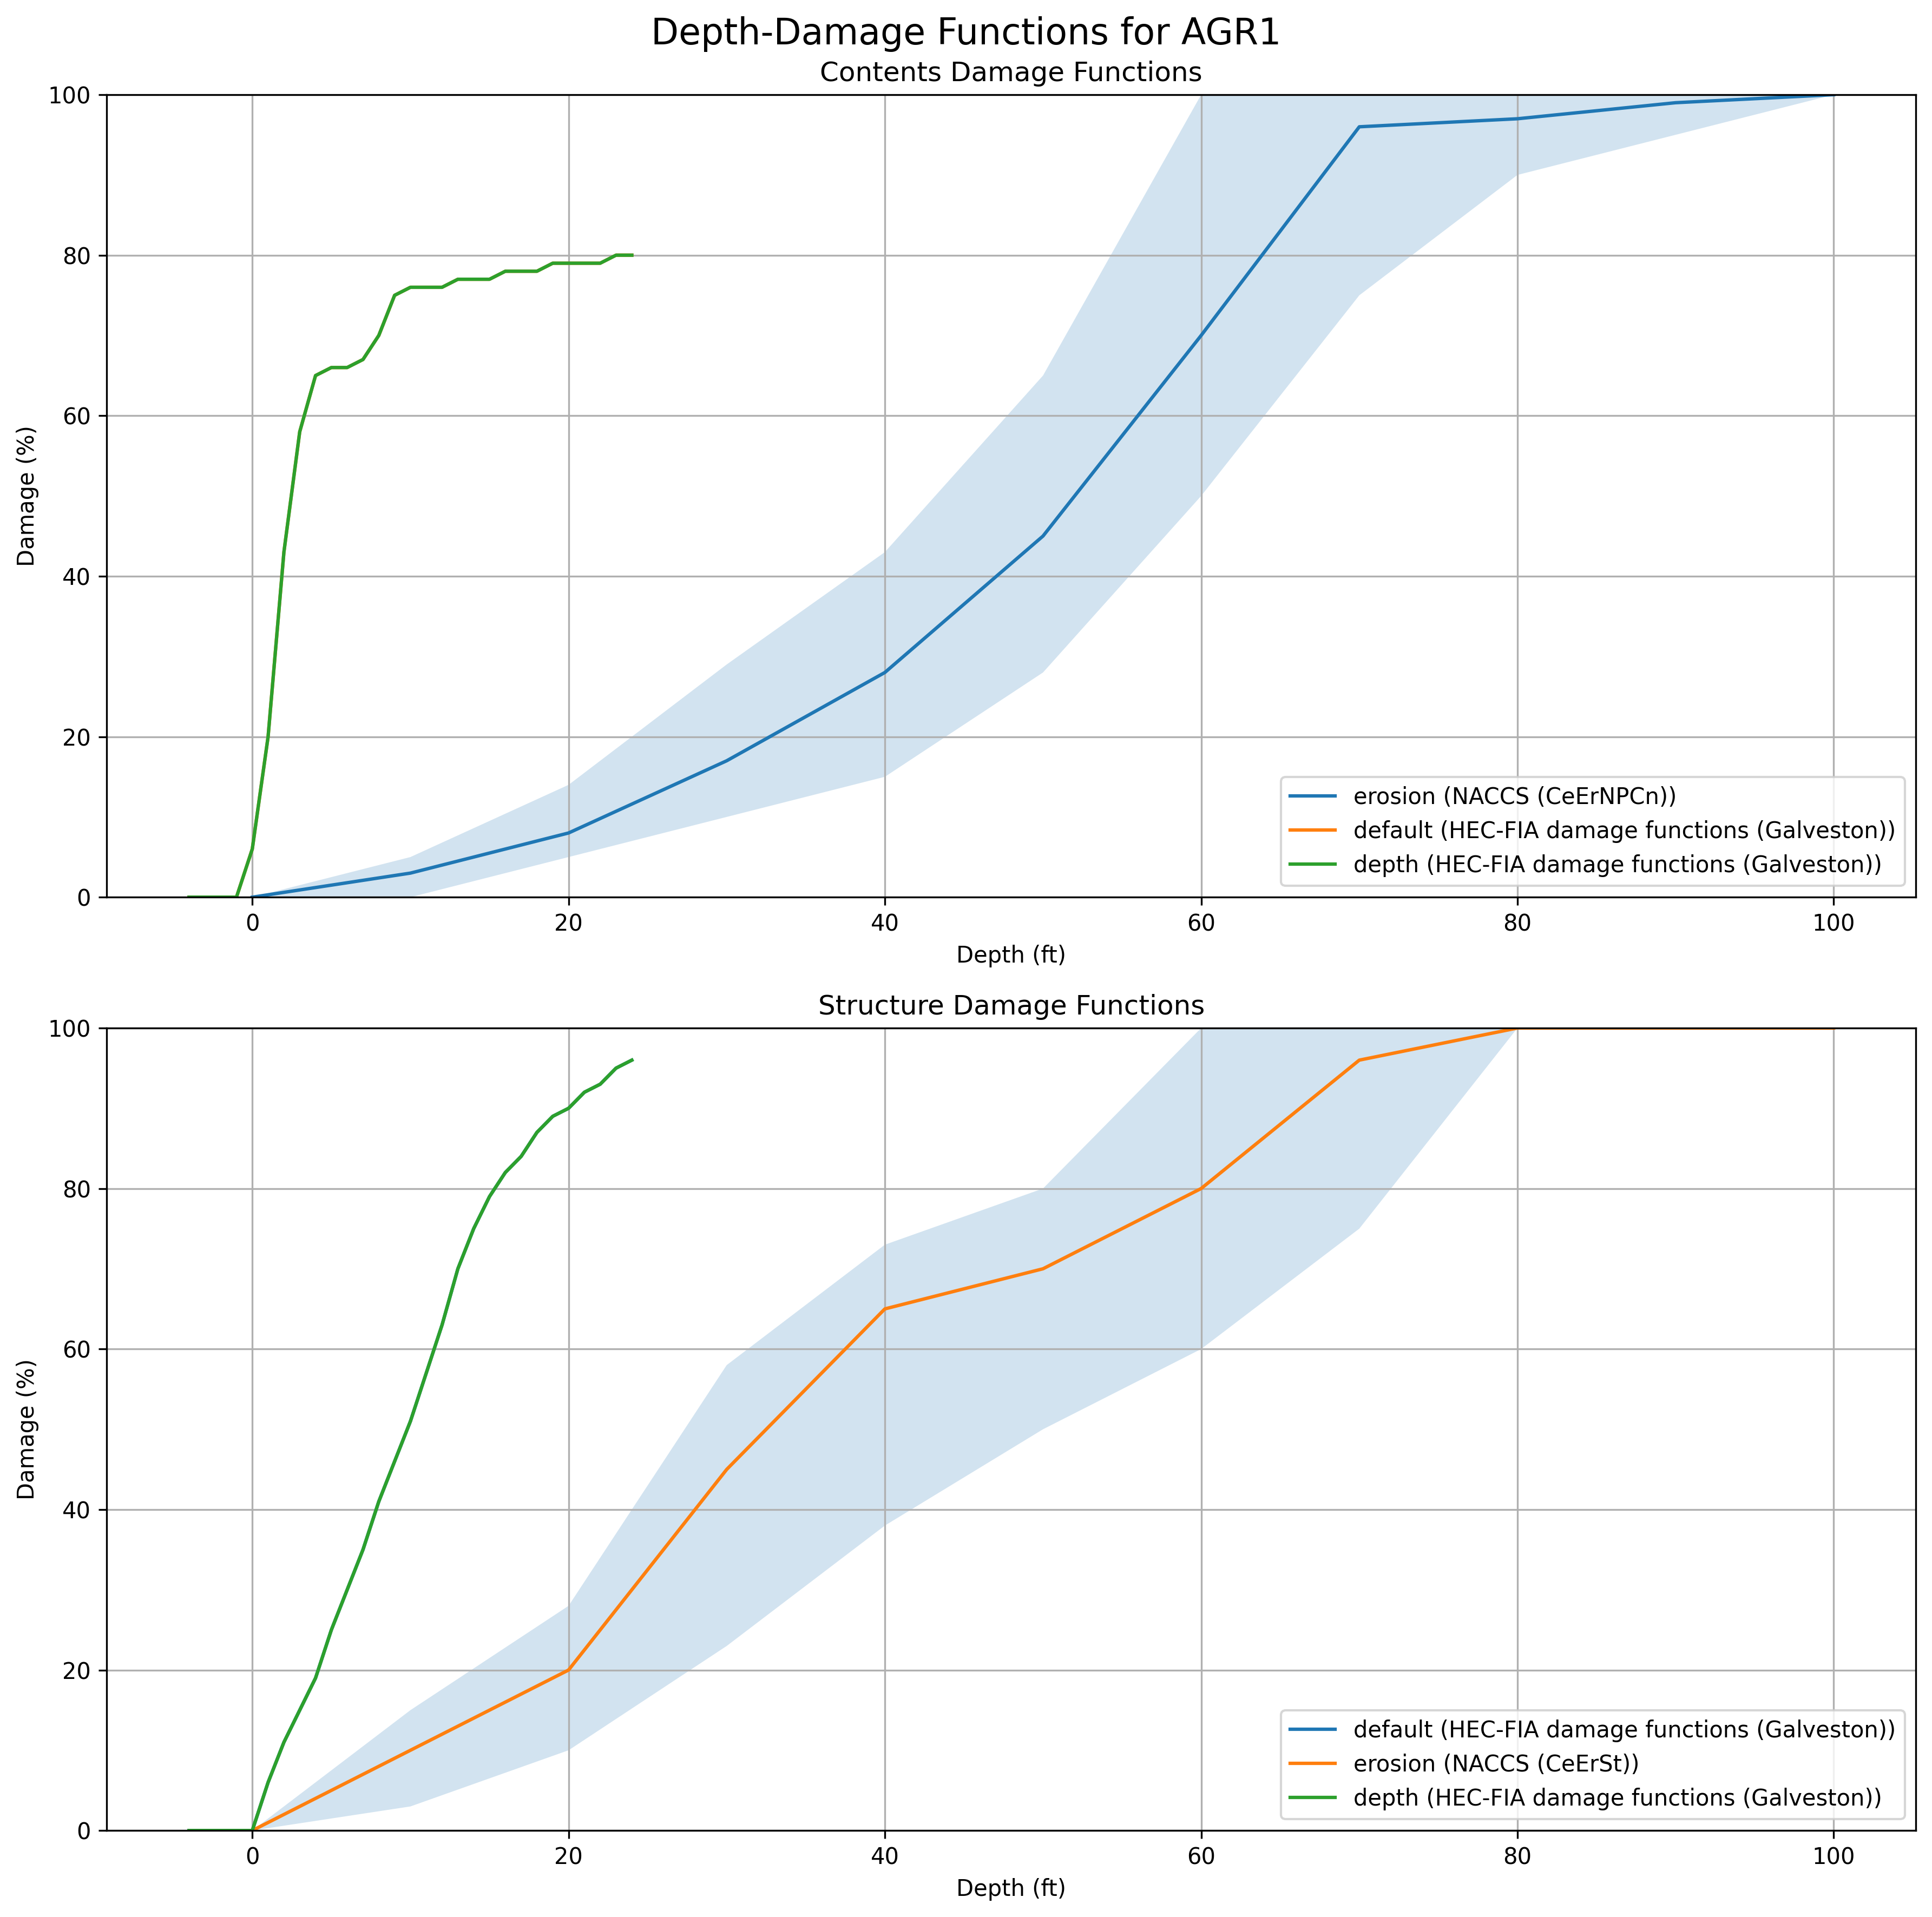 Depth-Damage Functions for AGR1
Contents Damage Functions
Damage (%)
100
80
60
40
20
0
0 20 40 60 80 100
Depth (ft)
erosion (NACCS (CeErNPCn))
default (HEC-FIA damage functions (Galveston))
depth (HEC-FIA damage functions (Galveston))
Structure Damage Functions
Damage (%)
100
80
60
40
20
0
0 20 40 60 80 100
Depth (ft)
default (HEC-FIA damage functions (Galveston))
erosion (NACCS (CeErSt))
depth (HEC-FIA damage functions (Galveston))